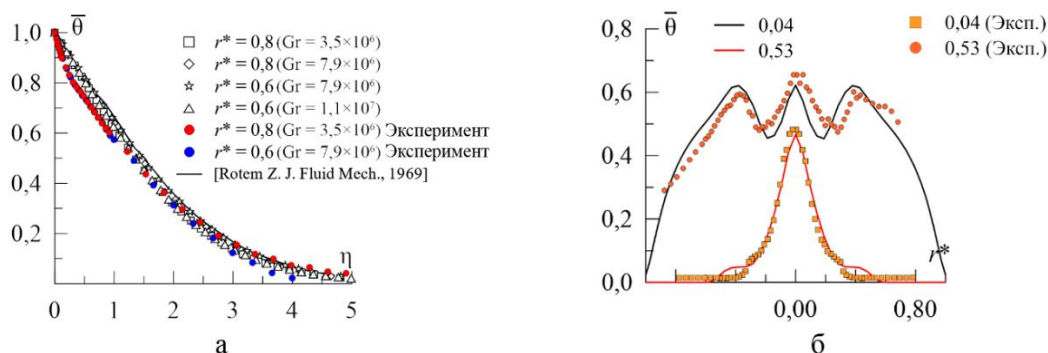 θ̅
1,0
0,8
0,6
0,4
0,2
0 1 2 3 4 5
η
r* = 0,8 (Gr = 3,5×10⁶)
r* = 0,8 (Gr = 7,9×10⁶)
r* = 0,6 (Gr = 7,9×10⁶)
r* = 0,6 (Gr = 1,1×10⁷)
r* = 0,8 (Gr = 3,5×10⁶) Эксперимент
r* = 0,6 (Gr = 7,9×10⁶) Эксперимент
[Rotem Z. J. Fluid Mech., 1969]
а
θ̅
0,04 0,04 (Эксп.)
0,53 0,53 (Эксп.)
0,8
0,6
0,4
0,2
0,0
r*
0,00 0,80
б